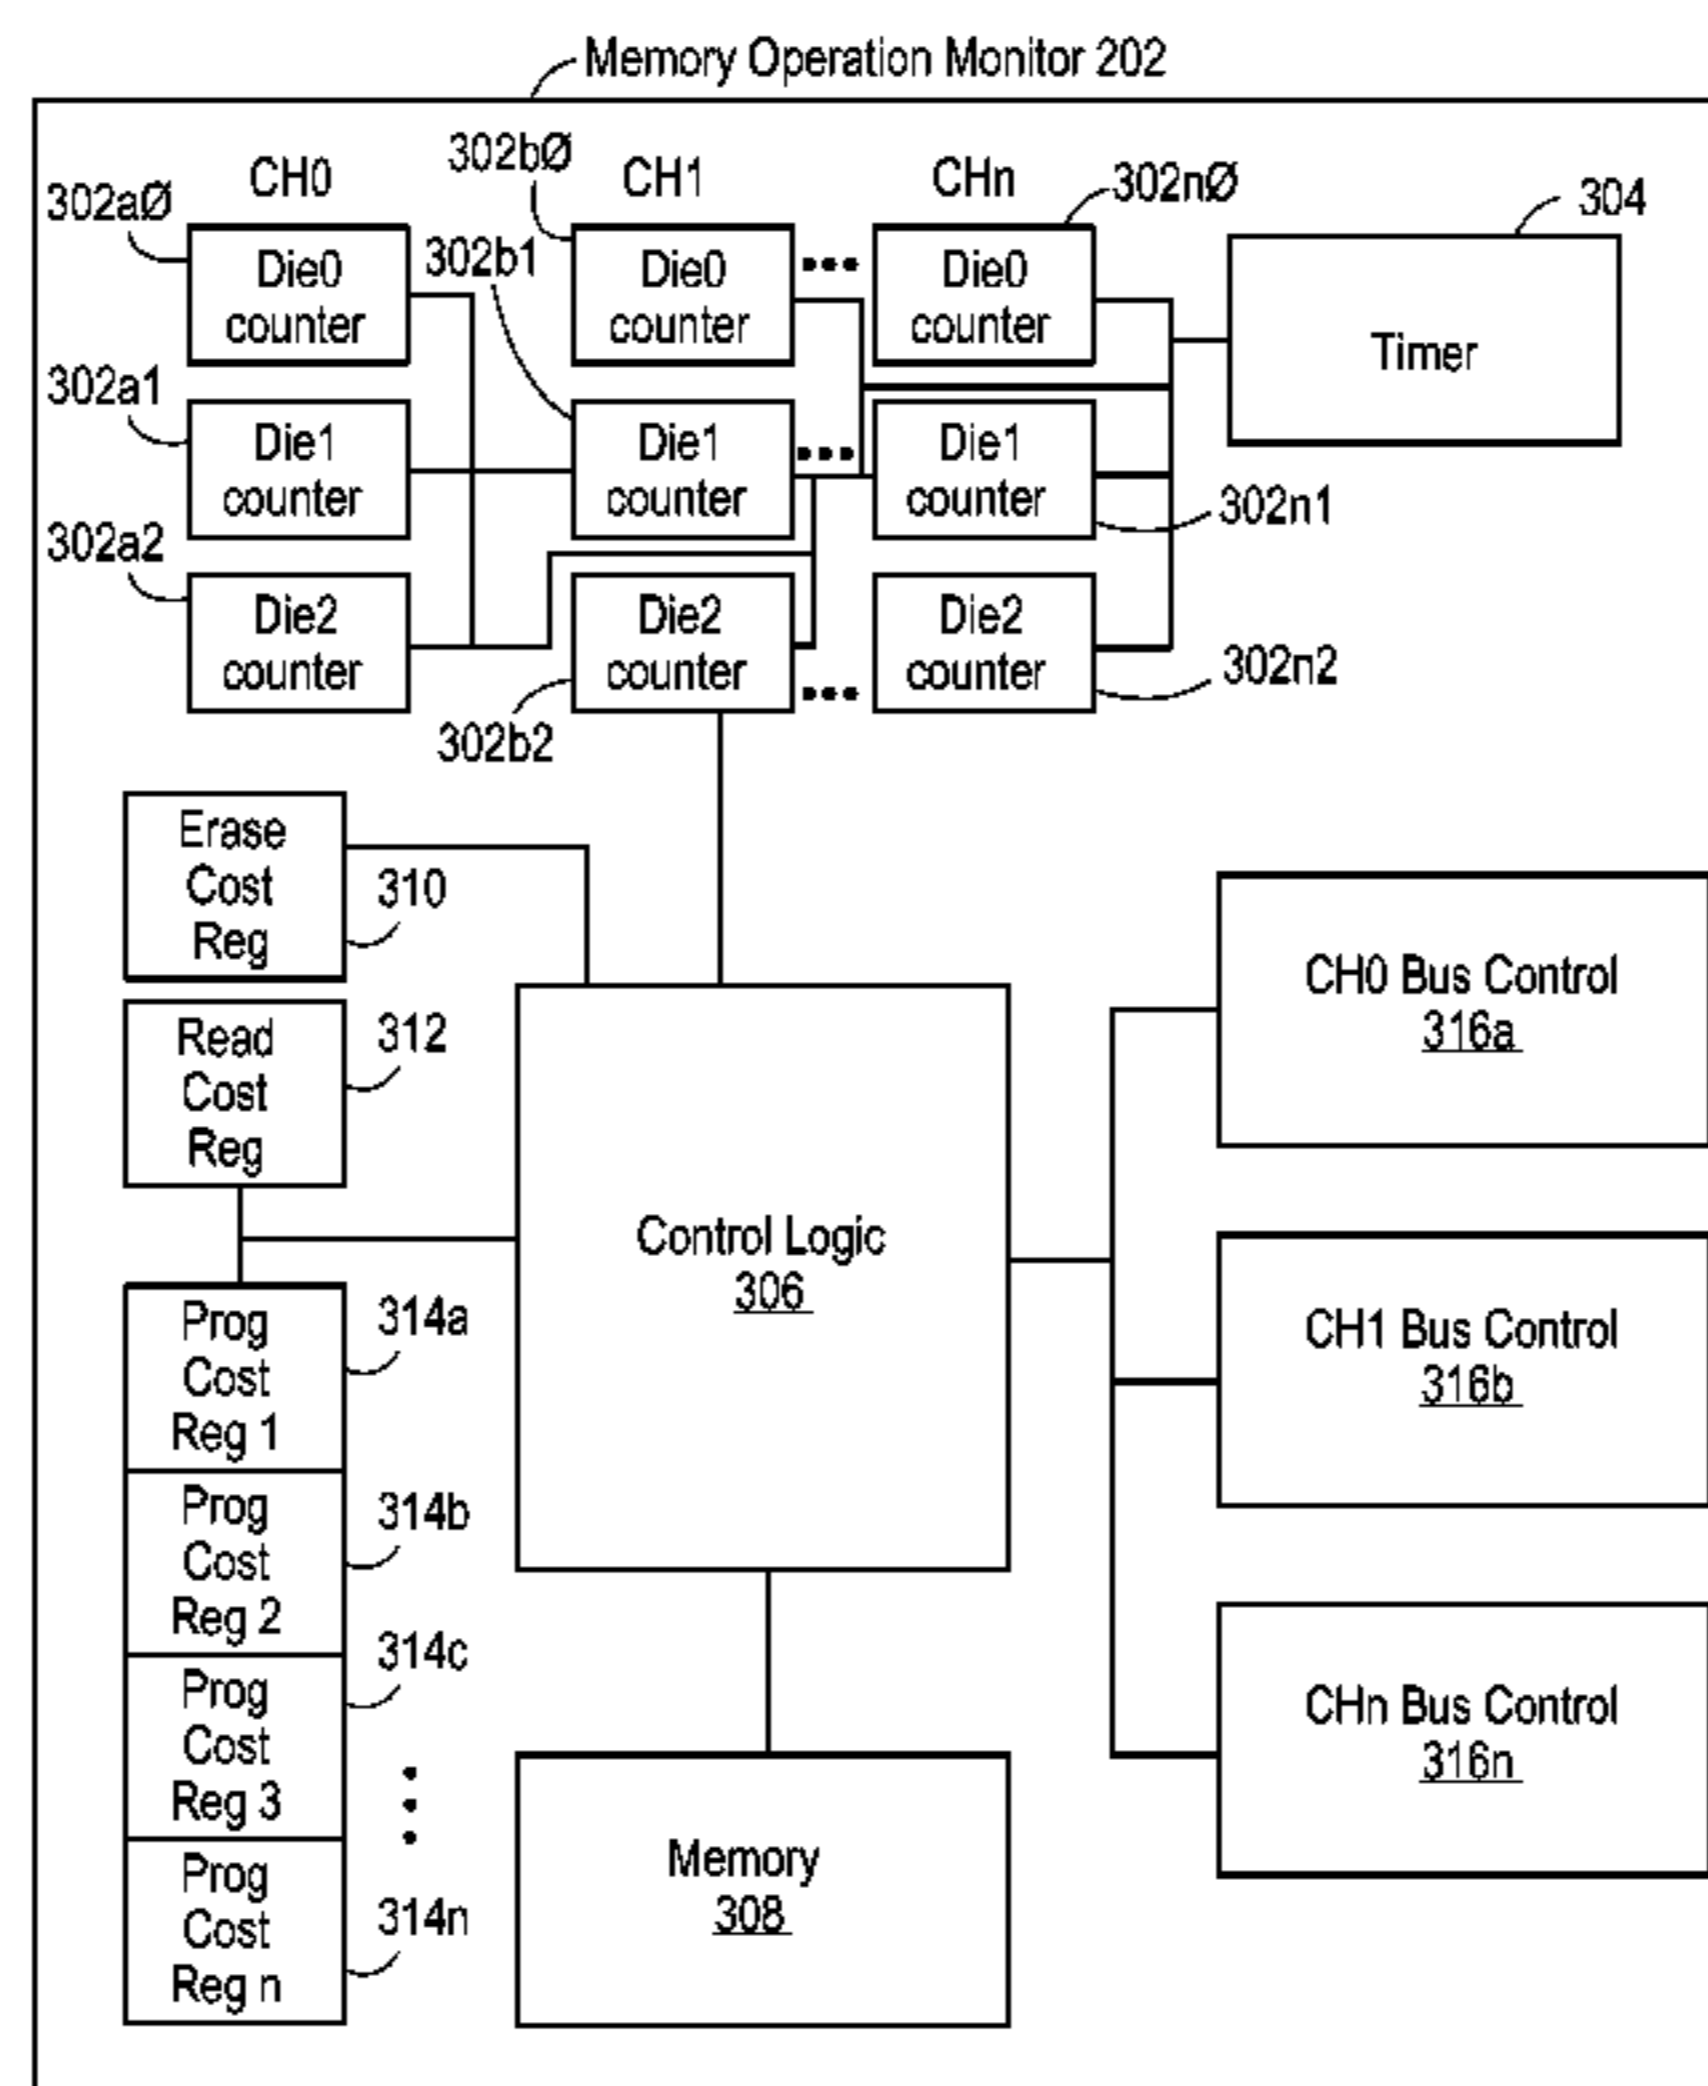 Memory Operation Monitor 202
CH0
302bØ
CH1
CHn
302nØ
302aØ
304
Die0
counter
302b1
Die0
counter
Die0
counter
Timer
302a1
Die1
counter
Die1
counter
Die1
counter
302n1
302a2
Die2
counter
Die2
counter
Die2
counter
302n2
302b2
Erase
Cost
Reg
310
Read
Cost
Reg
312
Prog
Cost
Reg 1
314a
Prog
Cost
Reg 2
314b
Prog
Cost
Reg 3
314c
Prog
Cost
Reg n
314n
Control Logic
306
Memory
308
CH0 Bus Control
316a
CH1 Bus Control
316b
CHn Bus Control
316n